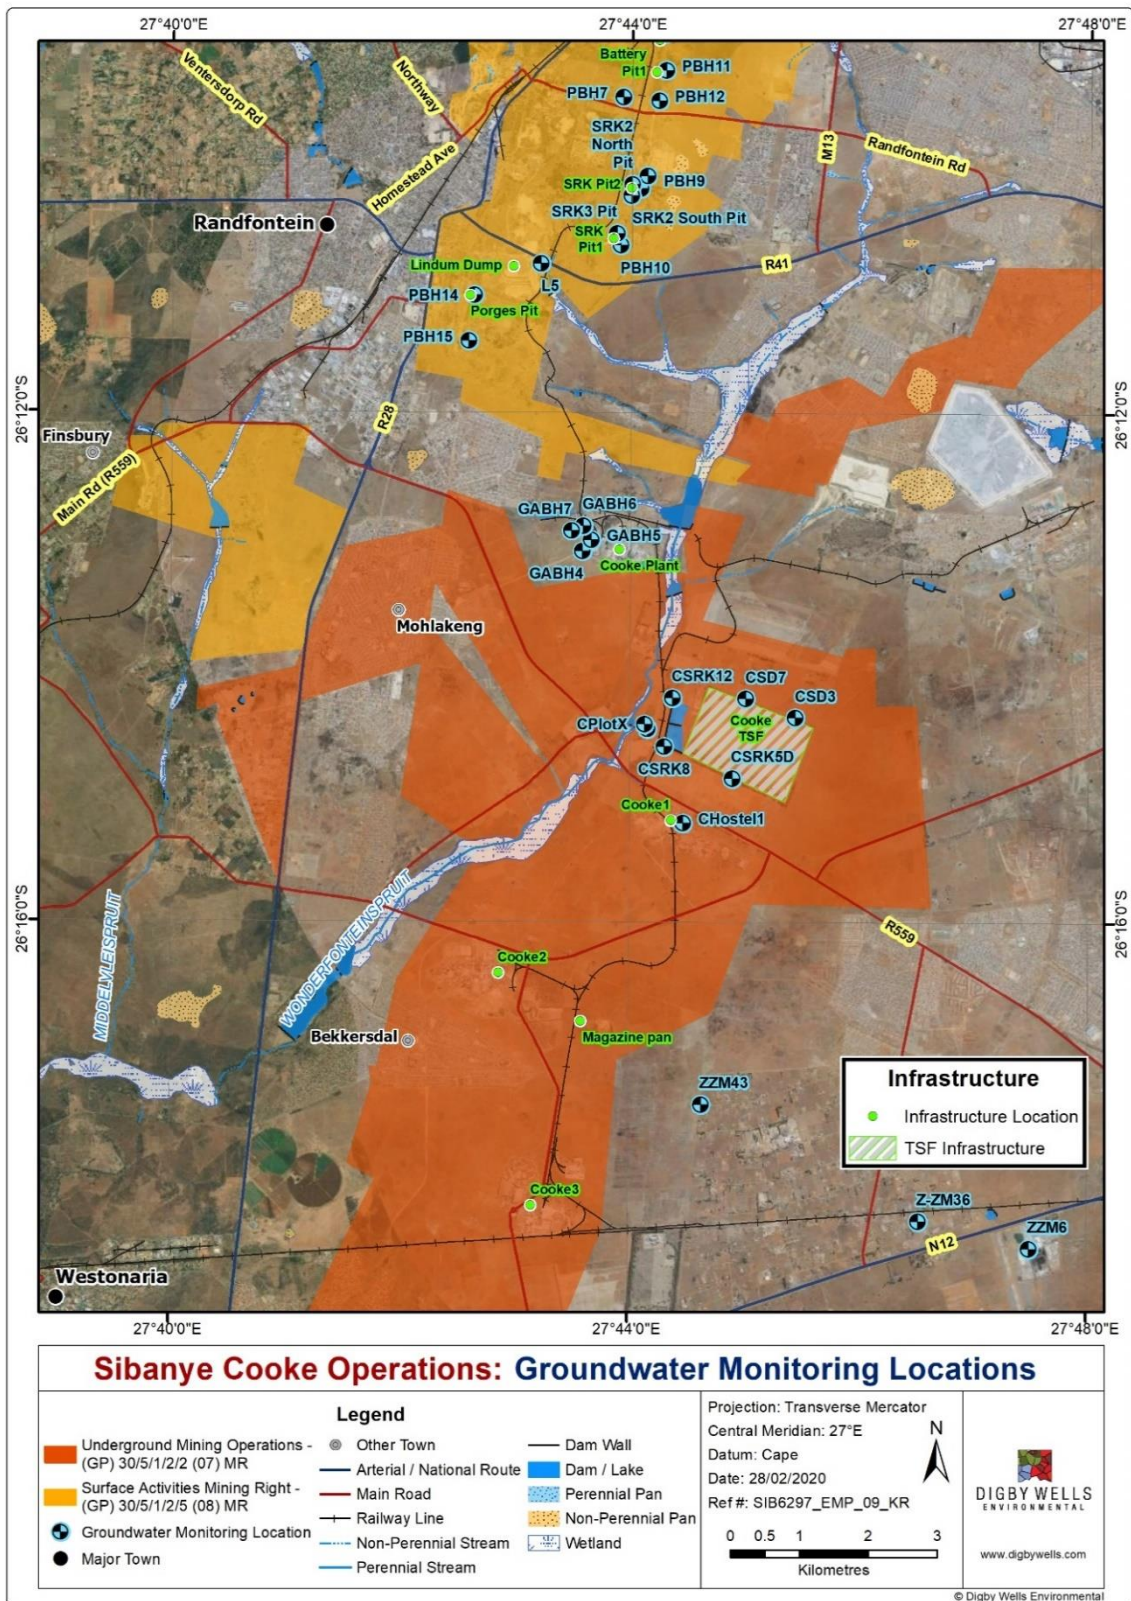 27°40'0"E
27°44'0"E
27°48'0"E
Ventersdorp Rd
Northway
Battery
Pit1
PBH11
PBH7
PBH12
SRK2
North
Pit
M13
Randfontein Rd
Homestead Ave
SRK Pit2
PBH9
Randfontein
SRK3 Pit
SRK2 South Pit
SRK
Pit1
Lindum Dump
PBH10
R41
L5
PBH14
Porges Pit
PBH15
26°12'0"S
26°12'0"S
R28
Finsbury
Main Rd (R559)
GABH7
GABH6
GABH5
GABH4
Cooke Plant
Mohlakeng
CSRK12
CSD7
CSD3
CPlotX
Cooke
TSF
CSRK8
CSRK5D
Cooke1
CHostel1
26°16'0"S
26°16'0"S
R559
MIDDELVLEISPRUIT
WONDERFONTEINSPRUIT
Cooke2
Bekkersdal
Magazine pan
ZZM43
Infrastructure
Infrastructure Location
TSF Infrastructure
Cooke3
Z-ZM36
ZZM6
N12
Westonaria
27°40'0"E
27°44'0"E
27°48'0"E
Sibanye Cooke Operations: Groundwater Monitoring Locations
Legend
Underground Mining Operations -
(GP) 30/5/1/2/2 (07) MR
Surface Activities Mining Right -
(GP) 30/5/1/2/5 (08) MR
Groundwater Monitoring Location
Major Town
Other Town
Arterial / National Route
Main Road
Railway Line
Non-Perennial Stream
Perennial Stream
Dam Wall
Dam / Lake
Perennial Pan
Non-Perennial Pan
Wetland
Projection: Transverse Mercator
Central Meridian: 27°E
Datum: Cape
Date: 28/02/2020
Ref #: SIB6297_EMP_09_KR
N
0 0.5 1 2 3
Kilometres
DIGBY WELLS
ENVIRONMENTAL
www.digbywells.com
© Digby Wells Environmental